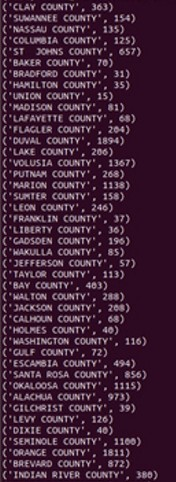 ('CLAY COUNTY', 363)
('SUWANNEE COUNTY', 154)
('NASSAU COUNTY', 135)
('COLUMBIA COUNTY', 125)
('ST  JOHNS COUNTY', 657)
('BAKER COUNTY', 70)
('BRADFORD COUNTY', 31)
('HAMILTON COUNTY', 35)
('UNION COUNTY', 15)
('MADISON COUNTY', 81)
('LAFAYETTE COUNTY', 68)
('FLAGLER COUNTY', 204)
('DUVAL COUNTY', 1894)
('LAKE COUNTY', 206)
('VOLUSIA COUNTY', 1367)
('PUTNAM COUNTY', 268)
('MARION COUNTY', 1138)
('SUMTER COUNTY', 158)
('LEON COUNTY', 246)
('FRANKLIN COUNTY', 37)
('LIBERTY COUNTY', 36)
('GADSDEN COUNTY', 196)
('WAKULLA COUNTY', 85)
('JEFFERSON COUNTY', 57)
('TAYLOR COUNTY', 113)
('BAY COUNTY', 403)
('WALTON COUNTY', 288)
('JACKSON COUNTY', 208)
('CALHOUN COUNTY', 68)
('HOLMES COUNTY', 40)
('WASHINGTON COUNTY', 116)
('GULF COUNTY', 72)
('ESCAMBIA COUNTY', 494)
('SANTA ROSA COUNTY', 856)
('OKALOOSA COUNTY', 1115)
('ALACHUA COUNTY', 973)
('GILCHRIST COUNTY', 39)
('LEVY COUNTY', 126)
('DIXIE COUNTY', 40)
('SEMINOLE COUNTY', 1100)
('ORANGE COUNTY', 1811)
('BREVARD COUNTY', 872)
('INDIAN RIVER COUNTY', 380)